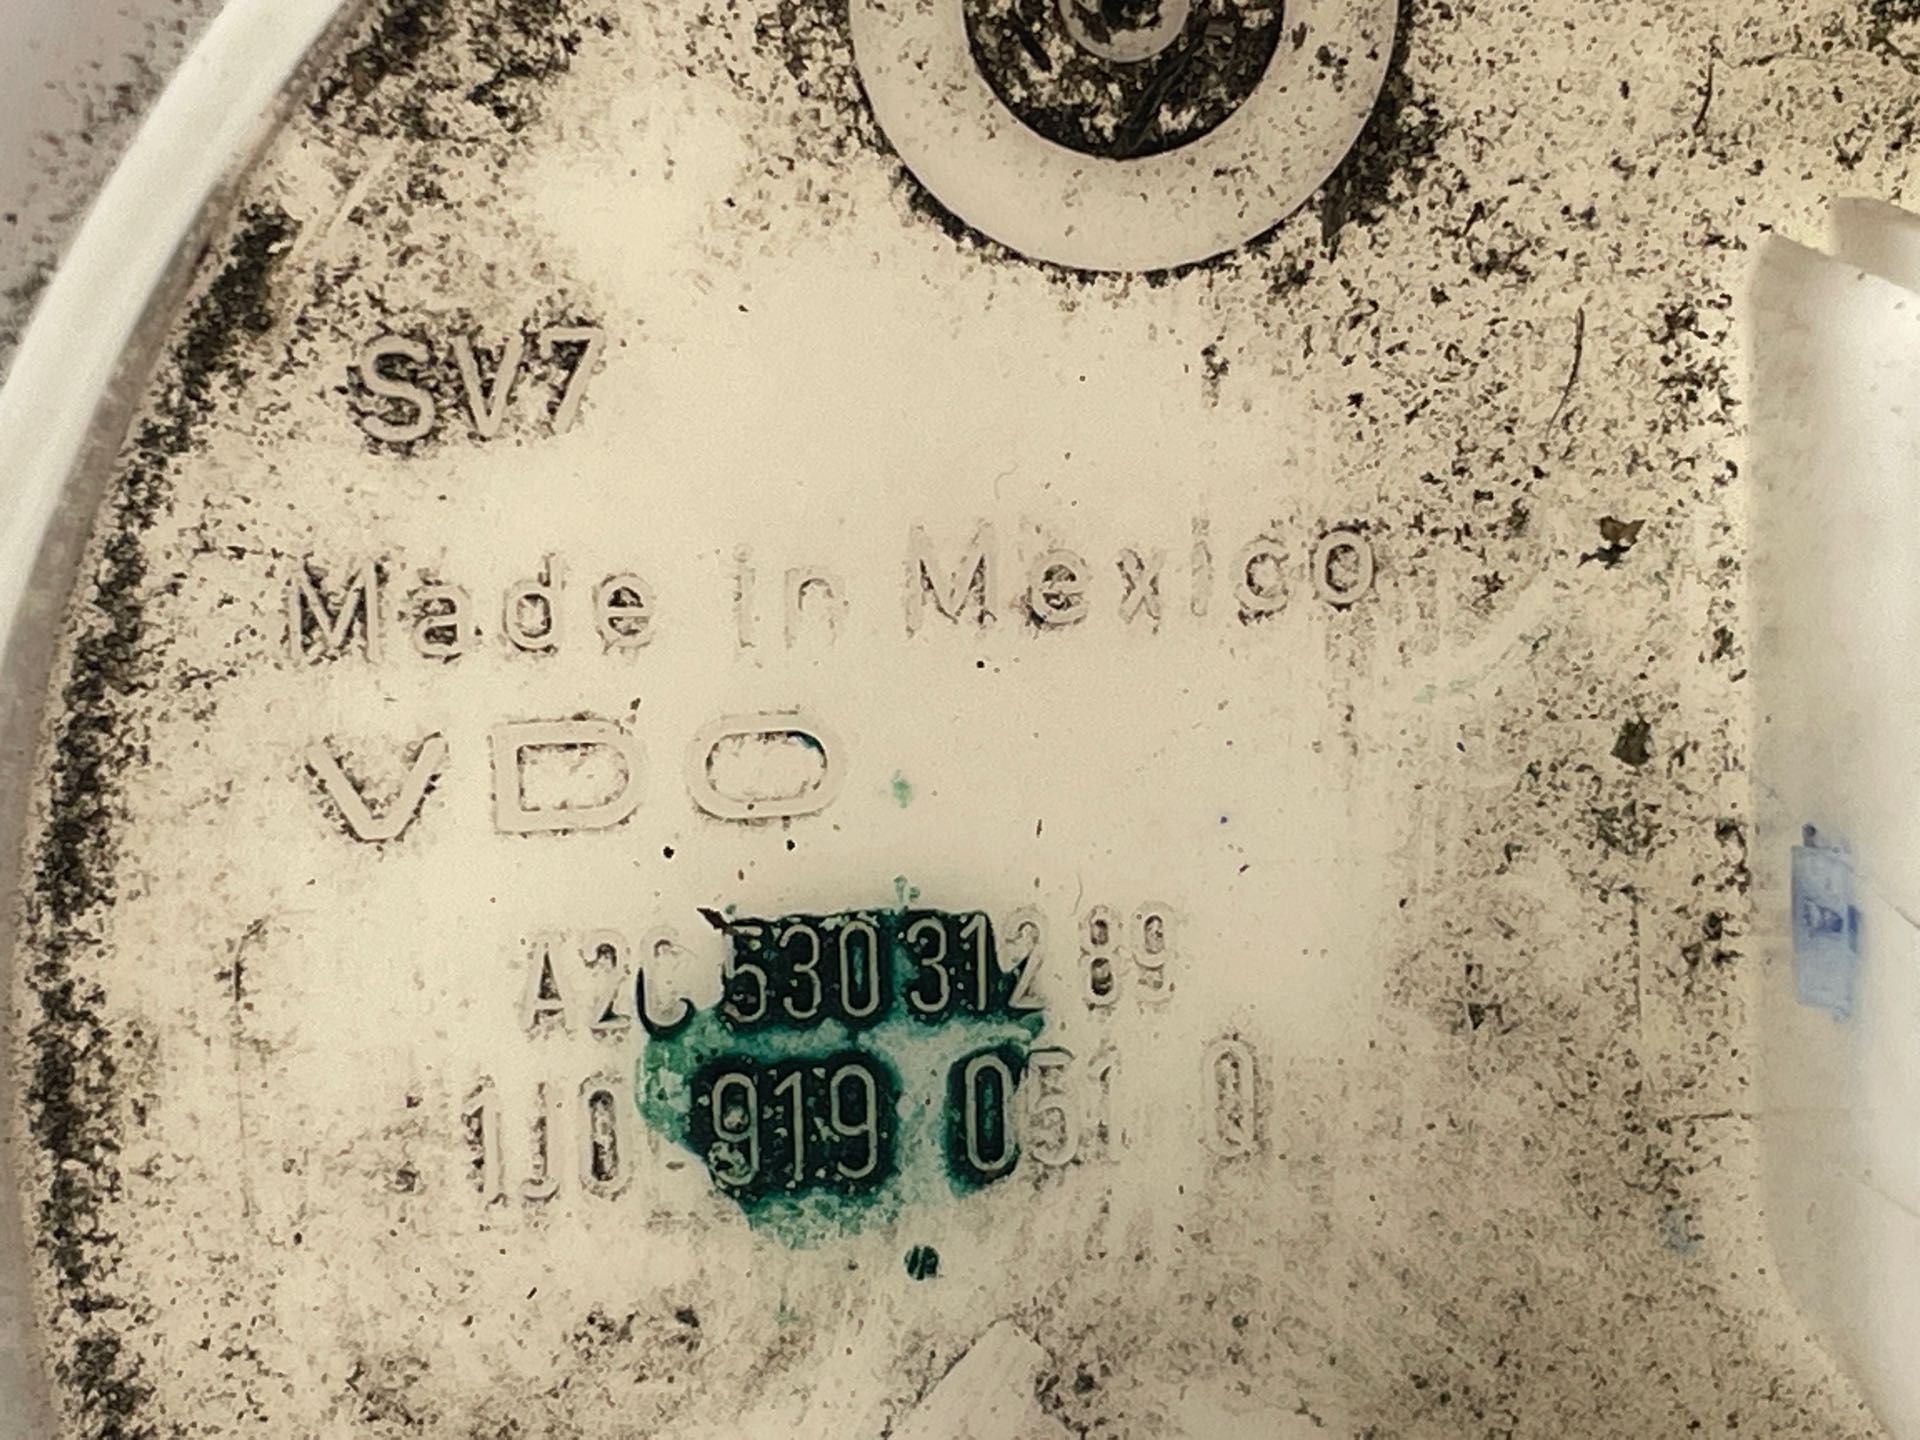 SV7
Made in Mexico
VDO
A2C 530 312 89
1J0 919 051 Q